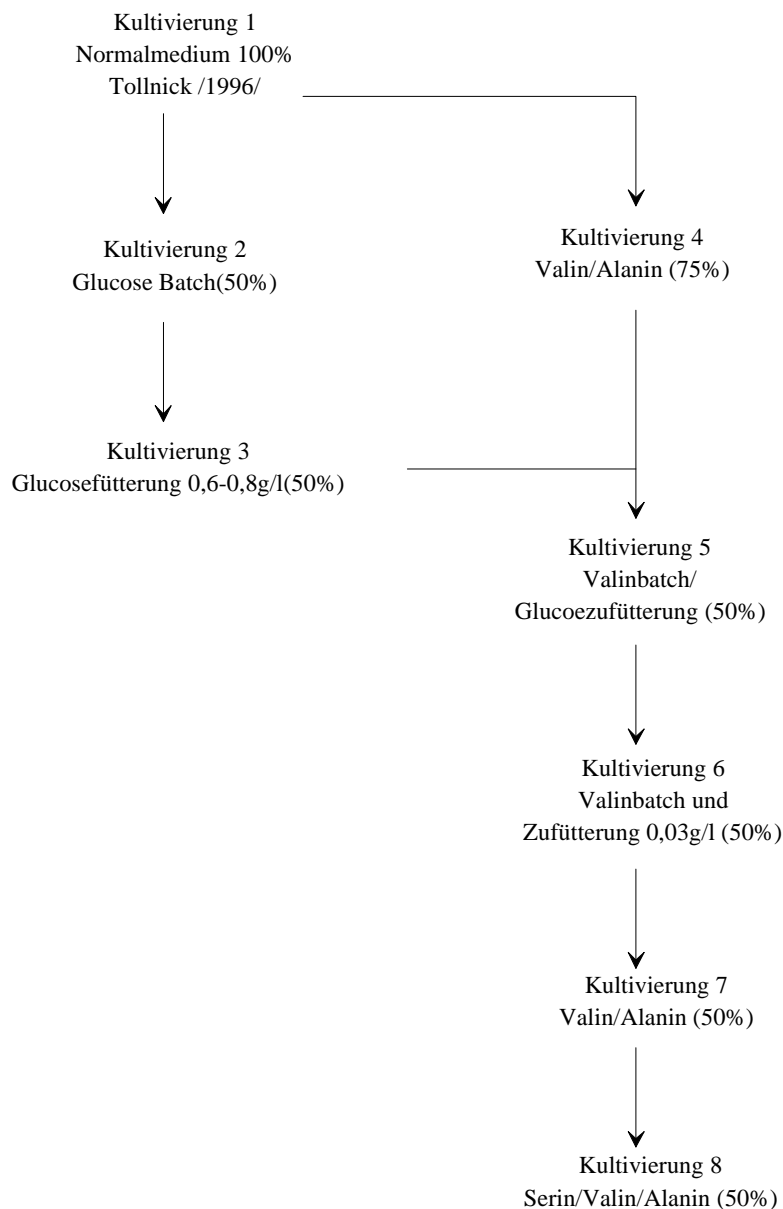 Kultivierung 1
Normalmedium 100%
Tollnick /1996/
Kultivierung 2
Glucose Batch(50%)
Kultivierung 4
Valin/Alanin (75%)
Kultivierung 3
Glucosefütterung 0,6-0,8g/l(50%)
Kultivierung 5
Valinbatch/
Glucoezufütterung (50%)
Kultivierung 6
Valinbatch und
Zufütterung 0,03g/l (50%)
Kultivierung 7
Valin/Alanin (50%)
Kultivierung 8
Serin/Valin/Alanin (50%)